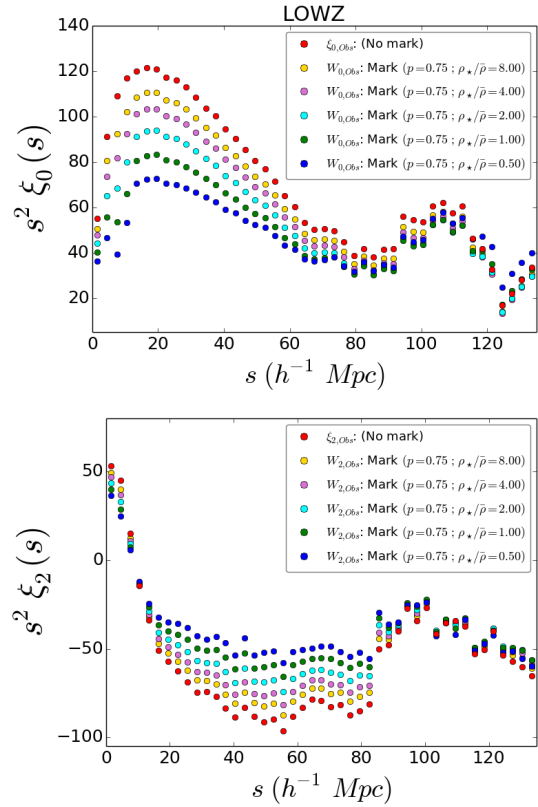 LOWZ
140
120
100
80
60
40
20
s² ξ₀(s)
ξ₀,Obs: (No mark)
W₀,Obs: Mark (p=0.75 ; ρ⋆/ρ̄=8.00)
W₀,Obs: Mark (p=0.75 ; ρ⋆/ρ̄=4.00)
W₀,Obs: Mark (p=0.75 ; ρ⋆/ρ̄=2.00)
W₀,Obs: Mark (p=0.75 ; ρ⋆/ρ̄=1.00)
W₀,Obs: Mark (p=0.75 ; ρ⋆/ρ̄=0.50)
0 20 40 60 80 100 120
s (h⁻¹ Mpc)
50
0
−50
−100
s² ξ₂(s)
ξ₂,Obs: (No mark)
W₂,Obs: Mark (p=0.75 ; ρ⋆/ρ̄=8.00)
W₂,Obs: Mark (p=0.75 ; ρ⋆/ρ̄=4.00)
W₂,Obs: Mark (p=0.75 ; ρ⋆/ρ̄=2.00)
W₂,Obs: Mark (p=0.75 ; ρ⋆/ρ̄=1.00)
W₂,Obs: Mark (p=0.75 ; ρ⋆/ρ̄=0.50)
0 20 40 60 80 100 120
s (h⁻¹ Mpc)